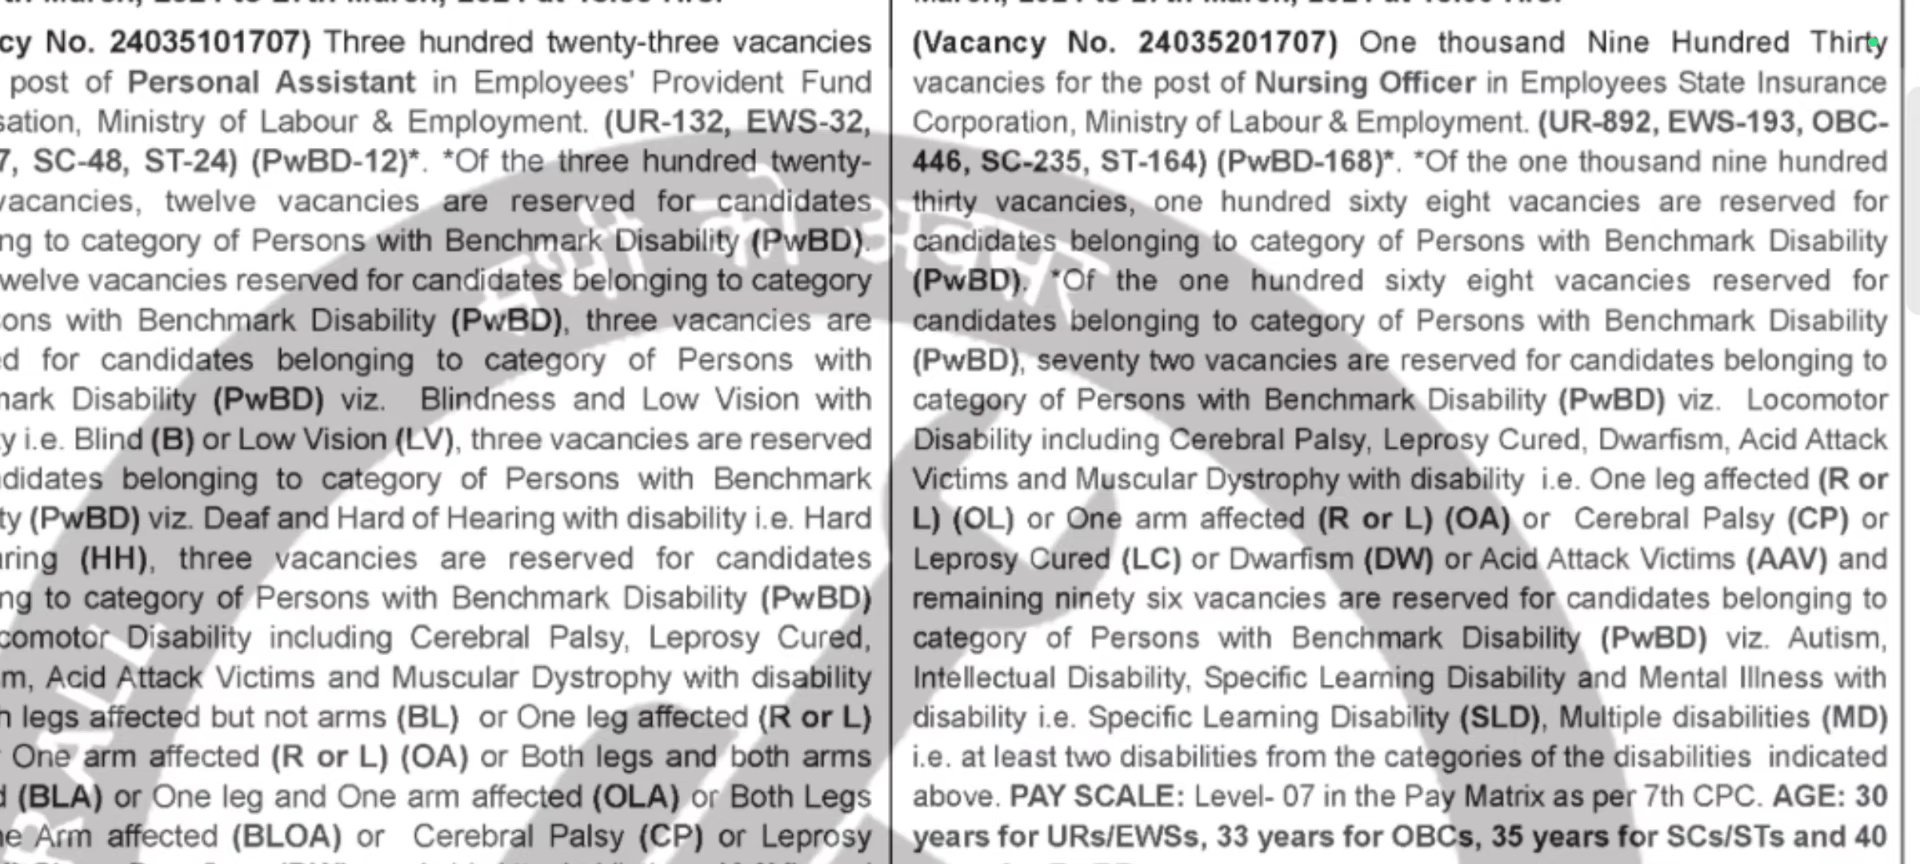 (Vacancy No. 24035101707) Three hundred twenty-three vacancies
post of Personal Assistant in Employees' Provident Fund
sation, Ministry of Labour & Employment. (UR-132, EWS-32,
7, SC-48, ST-24) (PwBD-12)*. *Of the three hundred twenty-
vacancies, twelve vacancies are reserved for candidates
ng to category of Persons with Benchmark Disability (PwBD).
welve vacancies reserved for candidates belonging to category
ons with Benchmark Disability (PwBD), three vacancies are
ed for candidates belonging to category of Persons with
mark Disability (PwBD) viz. Blindness and Low Vision with
y i.e. Blind (B) or Low Vision (LV), three vacancies are reserved
didates belonging to category of Persons with Benchmark
ty (PwBD) viz. Deaf and Hard of Hearing with disability i.e. Hard
ring (HH), three vacancies are reserved for candidates
ng to category of Persons with Benchmark Disability (PwBD)
comotor Disability including Cerebral Palsy, Leprosy Cured,
m, Acid Attack Victims and Muscular Dystrophy with disability
h legs affected but not arms (BL) or One leg affected (R or L)
One arm affected (R or L) (OA) or Both legs and both arms
d (BLA) or One leg and One arm affected (OLA) or Both Legs
e Arm affected (BLOA) or Cerebral Palsy (CP) or Leprosy
(Vacancy No. 24035201707) One thousand Nine Hundred Thirty
vacancies for the post of Nursing Officer in Employees State Insurance
Corporation, Ministry of Labour & Employment. (UR-892, EWS-193, OBC-
446, SC-235, ST-164) (PwBD-168)*. *Of the one thousand nine hundred
thirty vacancies, one hundred sixty eight vacancies are reserved for
candidates belonging to category of Persons with Benchmark Disability
(PwBD). *Of the one hundred sixty eight vacancies reserved for
candidates belonging to category of Persons with Benchmark Disability
(PwBD), seventy two vacancies are reserved for candidates belonging to
category of Persons with Benchmark Disability (PwBD) viz. Locomotor
Disability including Cerebral Palsy, Leprosy Cured, Dwarfism, Acid Attack
Victims and Muscular Dystrophy with disability i.e. One leg affected (R or
L) (OL) or One arm affected (R or L) (OA) or Cerebral Palsy (CP) or
Leprosy Cured (LC) or Dwarfism (DW) or Acid Attack Victims (AAV) and
remaining ninety six vacancies are reserved for candidates belonging to
category of Persons with Benchmark Disability (PwBD) viz. Autism,
Intellectual Disability, Specific Learning Disability and Mental Illness with
disability i.e. Specific Learning Disability (SLD), Multiple disabilities (MD)
i.e. at least two disabilities from the categories of the disabilities indicated
above. PAY SCALE: Level- 07 in the Pay Matrix as per 7th CPC. AGE: 30
years for URs/EWSs, 33 years for OBCs, 35 years for SCs/STs and 40
सभी को अवसर
RALL